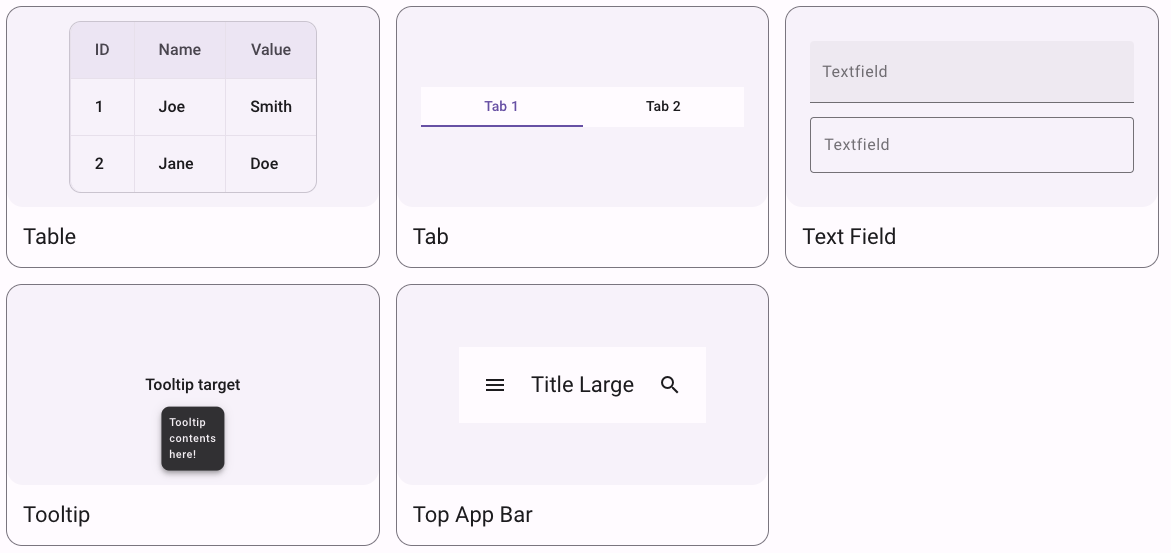 ID Name Value
1 Joe Smith
2 Jane Doe
Table
Tab 1 Tab 2
Tab
Textfield
Textfield
Text Field
Tooltip target
Tooltip
contents
here!
Tooltip
Title Large
Top App Bar